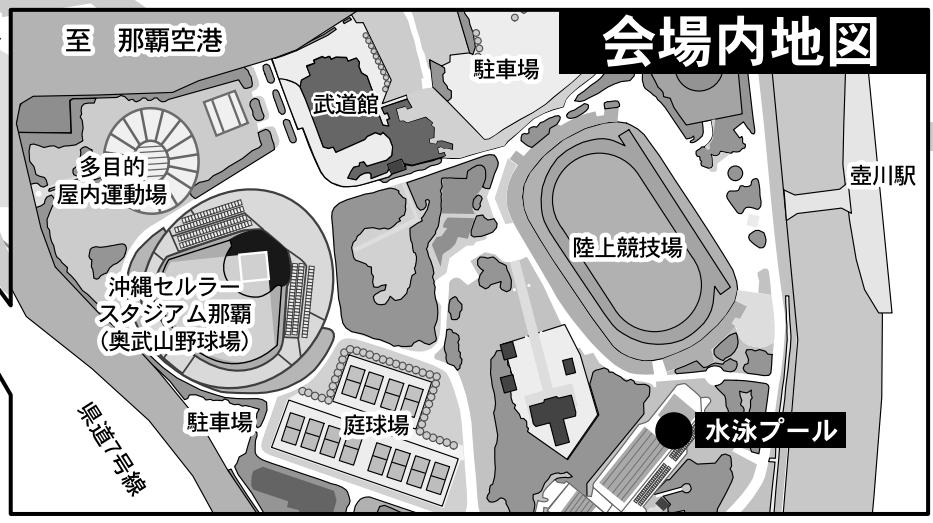 会場内地図
至 那覇空港
駐車場
武道館
多目的
屋内運動場
壺川駅
陸上競技場
沖縄セルラー
スタジアム那覇
（奥武山野球場）
県道7号線
駐車場
庭球場
水泳プール